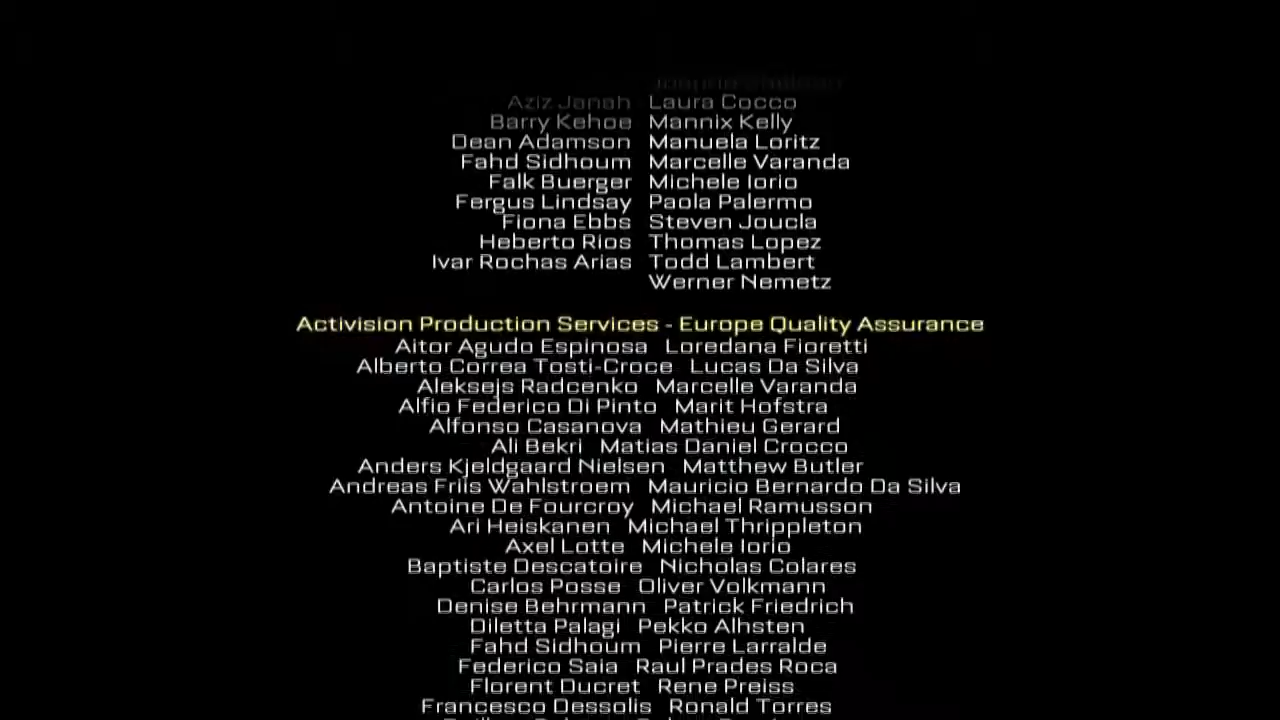 Aziz Janah Laura Cocco
Barry Kehoe Mannix Kelly
Dean Adamson Manuela Loritz
Fahd Sidhoum Marcelle Varanda
Falk Buerger Michele Iorio
Fergus Lindsay Paola Palermo
Fiona Ebbs Steven Joucla
Heberto Rios Thomas Lopez
Ivar Rochas Arias Todd Lambert
Werner Nemetz
Activision Production Services - Europe Quality Assurance
Aitor Agudo Espinosa Loredana Fioretti
Alberto Correa Tosti-Croce Lucas Da Silva
Aleksejs Radcenko Marcelle Varanda
Alfio Federico Di Pinto Marit Hofstra
Alfonso Casanova Mathieu Gerard
Ali Bekri Matias Daniel Crocco
Anders Kjeldgaard Nielsen Matthew Butler
Andreas Friis Wahlstroem Mauricio Bernardo Da Silva
Antoine De Fourcroy Michael Ramusson
Ari Heiskanen Michael Thrippleton
Axel Lotte Michele Iorio
Baptiste Descatoire Nicholas Colares
Carlos Posse Oliver Volkmann
Denise Behrmann Patrick Friedrich
Diletta Palagi Pekko Alhsten
Fahd Sidhoum Pierre Larralde
Federico Saia Raul Prades Roca
Florent Ducret Rene Preiss
Francesco Dessolis Ronald Torres